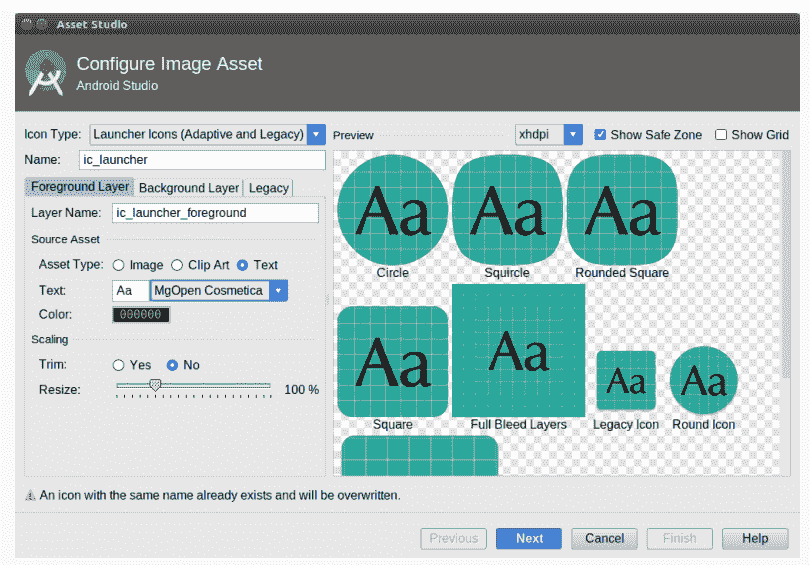 Asset Studio
Configure Image Asset
Android Studio
Icon Type: Launcher Icons (Adaptive and Legacy)
Name: ic_launcher
Foreground Layer Background Layer Legacy
Layer Name: ic_launcher_foreground
Source Asset
Asset Type: Image Clip Art Text
Text: Aa MgOpen Cosmetica
Color: 000000
Scaling
Trim: Yes No
Resize: 100 %
Preview xhdpi Show Safe Zone Show Grid
Aa Aa Aa
Circle Squircle Rounded Square
Aa Aa Aa Aa
Square Full Bleed Layers Legacy Icon Round Icon
An icon with the same name already exists and will be overwritten.
Previous Next Cancel Finish Help